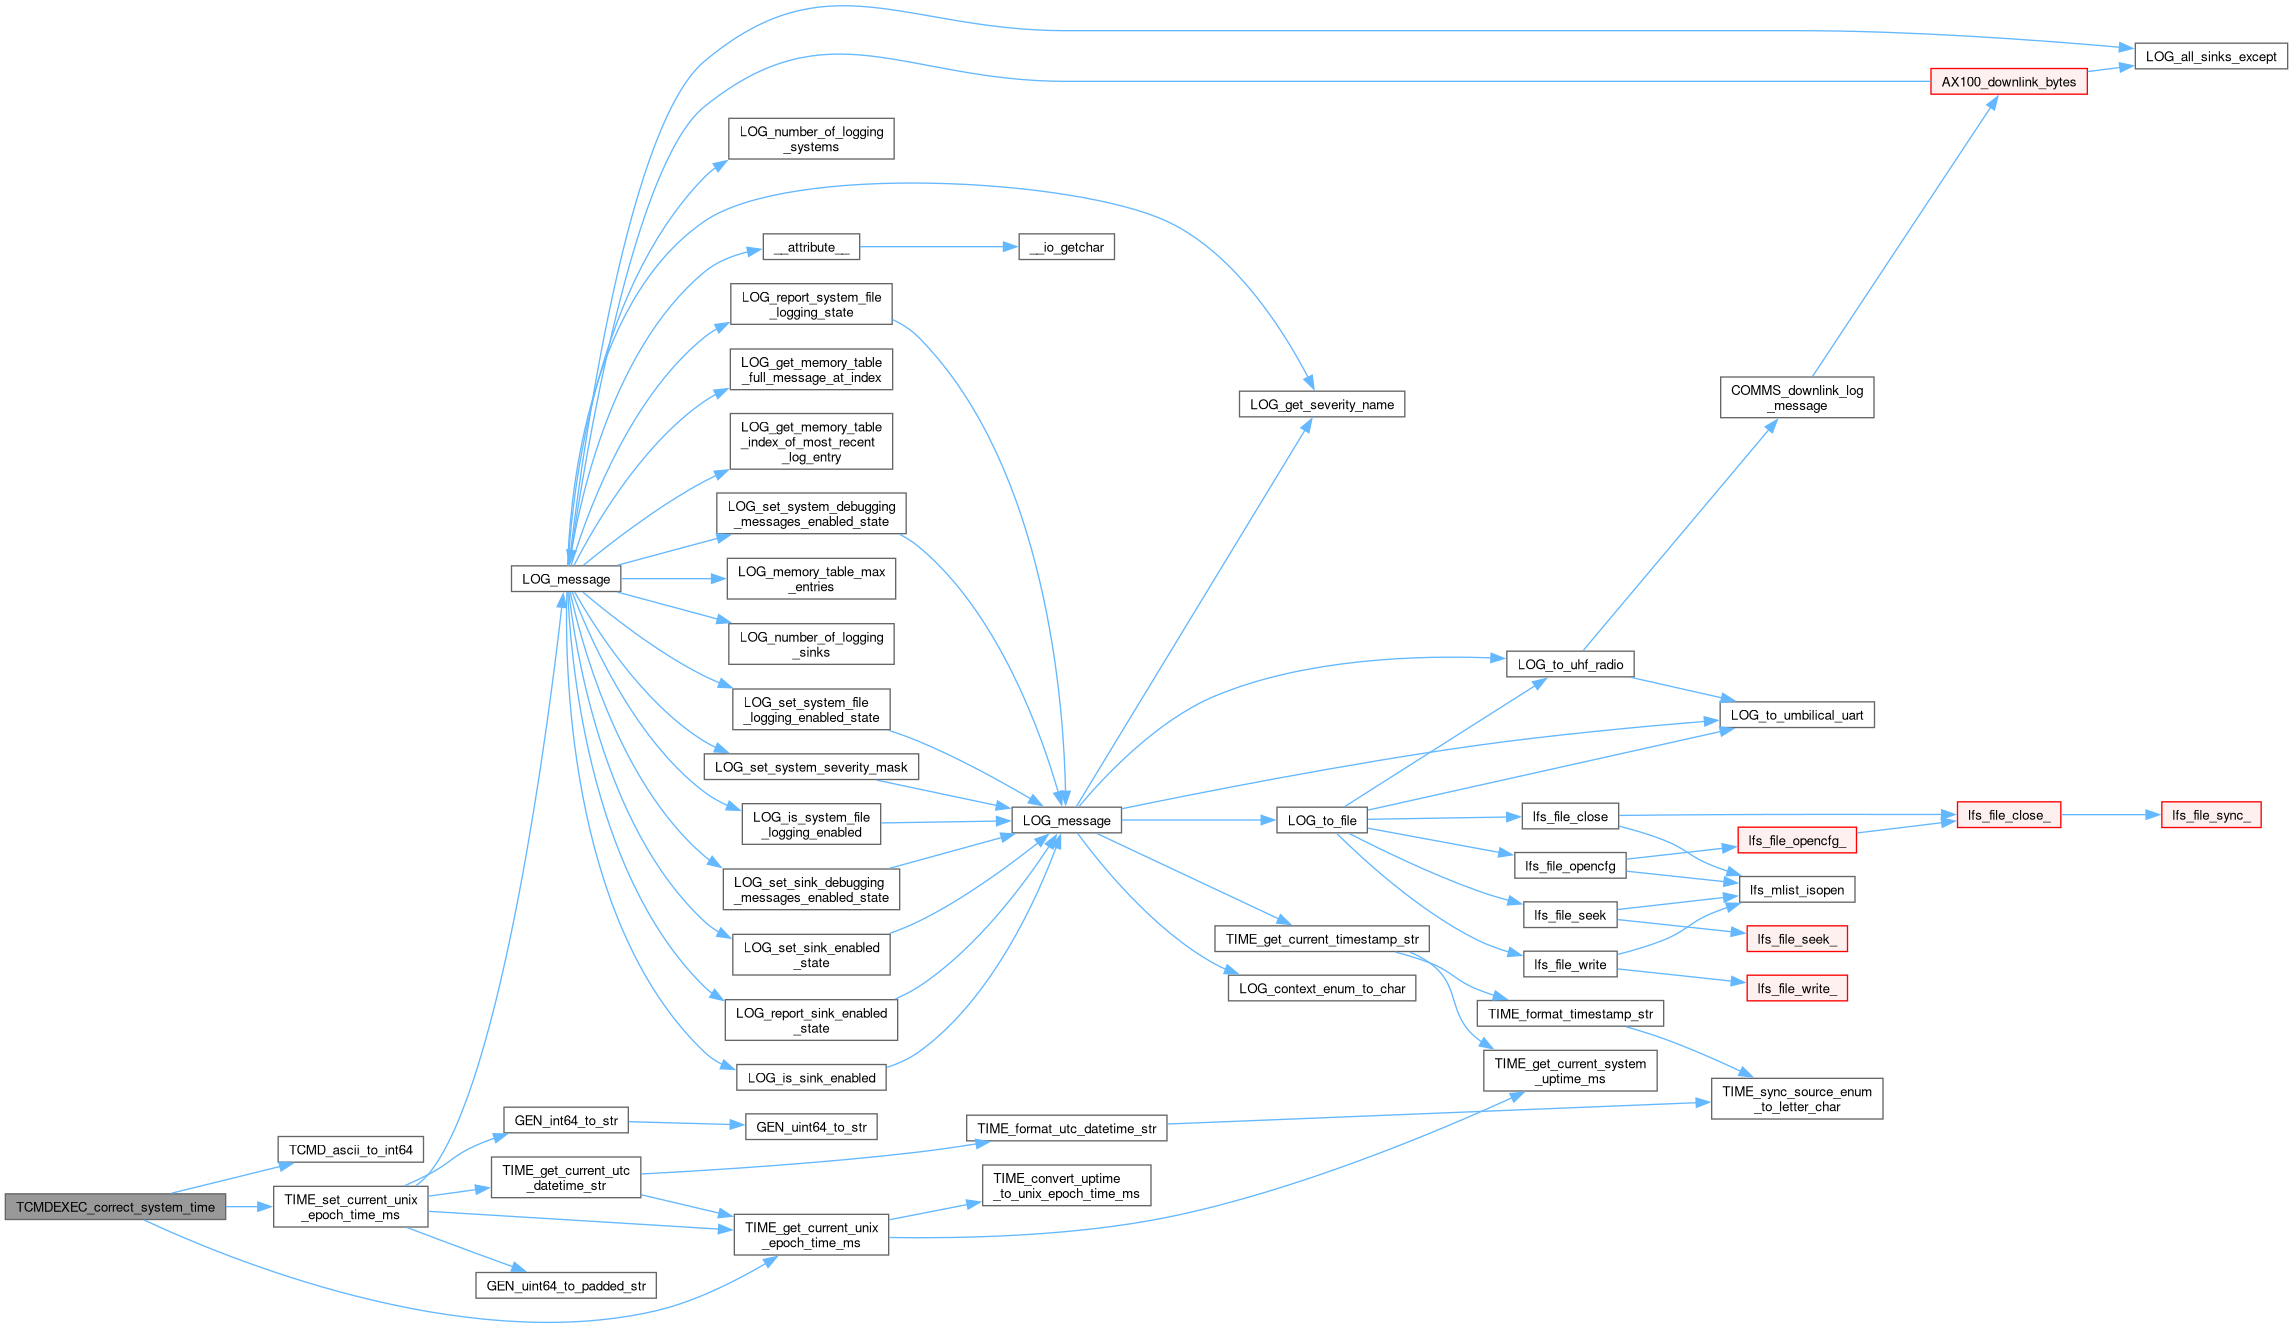 LOG_all_sinks_except
AX100_downlink_bytes
LOG_number_of_logging
_systems
__attribute__
__io_getchar
LOG_report_system_file
_logging_state
LOG_get_memory_table
_full_message_at_index
LOG_get_severity_name
COMMS_downlink_log
_message
LOG_get_memory_table
_index_of_most_recent
_log_entry
LOG_set_system_debugging
_messages_enabled_state
LOG_message
LOG_memory_table_max
_entries
LOG_number_of_logging
_sinks
LOG_to_uhf_radio
LOG_set_system_file
_logging_enabled_state
LOG_to_umbilical_uart
LOG_set_system_severity_mask
LOG_is_system_file
_logging_enabled
LOG_message
LOG_to_file
lfs_file_close
lfs_file_close_
lfs_file_sync_
lfs_file_opencfg_
lfs_file_opencfg
LOG_set_sink_debugging
_messages_enabled_state
lfs_mlist_isopen
lfs_file_seek
LOG_set_sink_enabled
_state
TIME_get_current_timestamp_str
lfs_file_seek_
lfs_file_write
LOG_context_enum_to_char
lfs_file_write_
LOG_report_sink_enabled
_state
TIME_format_timestamp_str
LOG_is_sink_enabled
TIME_get_current_system
_uptime_ms
TIME_sync_source_enum
_to_letter_char
GEN_int64_to_str
GEN_uint64_to_str
TIME_format_utc_datetime_str
TCMD_ascii_to_int64
TIME_get_current_utc
_datetime_str
TIME_convert_uptime
_to_unix_epoch_time_ms
TCMDEXEC_correct_system_time
TIME_set_current_unix
_epoch_time_ms
TIME_get_current_unix
_epoch_time_ms
GEN_uint64_to_padded_str